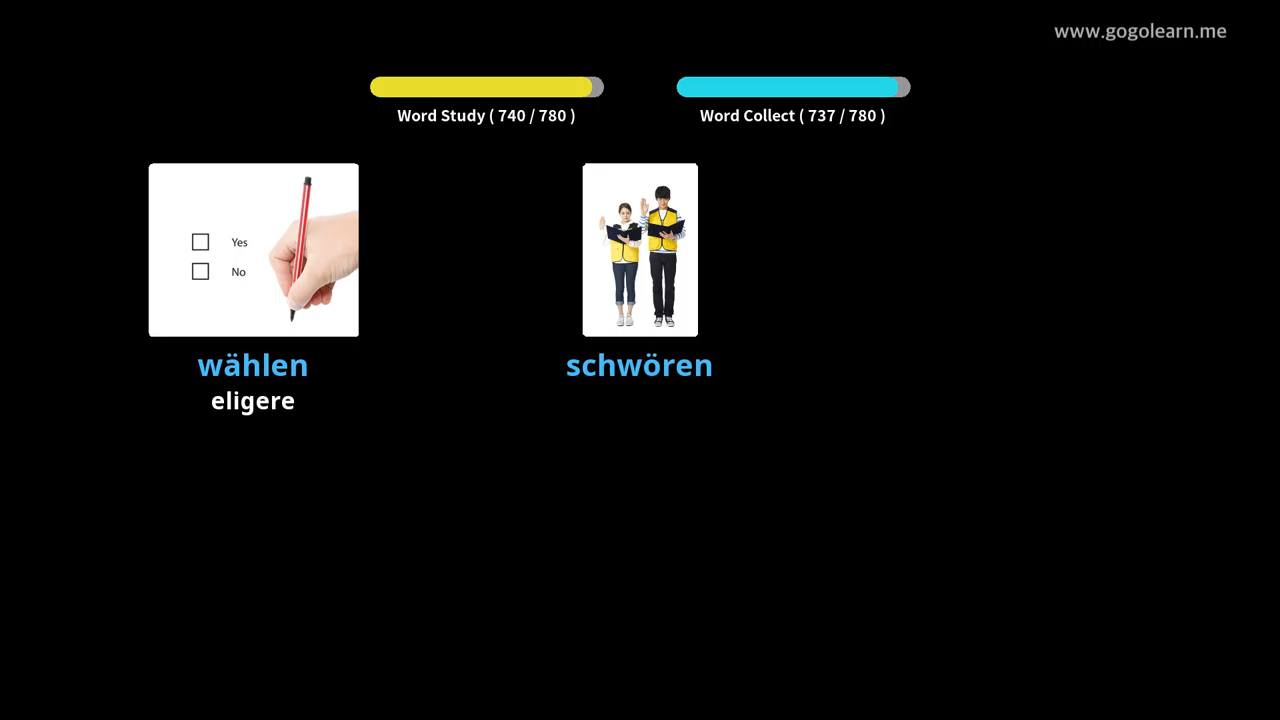 www.gogolearn.me
Word Study ( 740 / 780 )
Word Collect ( 737 / 780 )
Yes
No
wählen
eligere
schwören